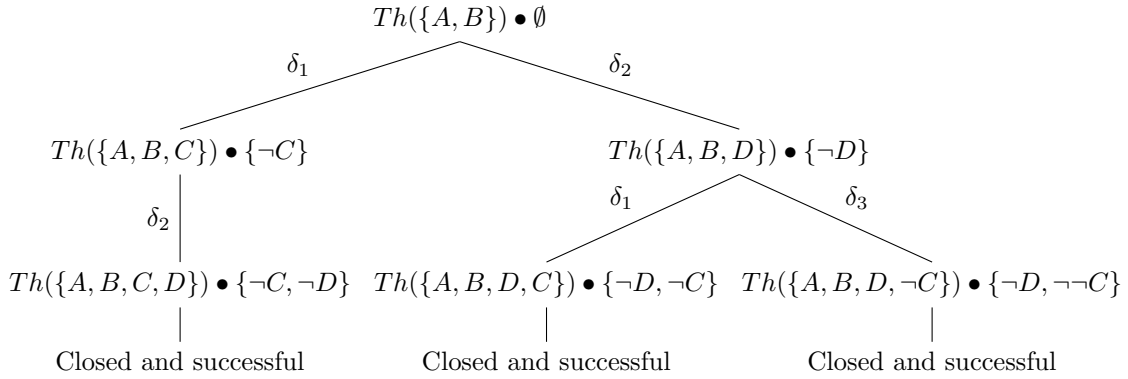 Th({A, B}) • ∅
δ₁ δ₂
Th({A, B, C}) • {¬C} Th({A, B, D}) • {¬D}
δ₂ δ₁ δ₃
Th({A, B, C, D}) • {¬C, ¬D} Th({A, B, D, C}) • {¬D, ¬C} Th({A, B, D, ¬C}) • {¬D, ¬¬C}
Closed and successful Closed and successful Closed and successful